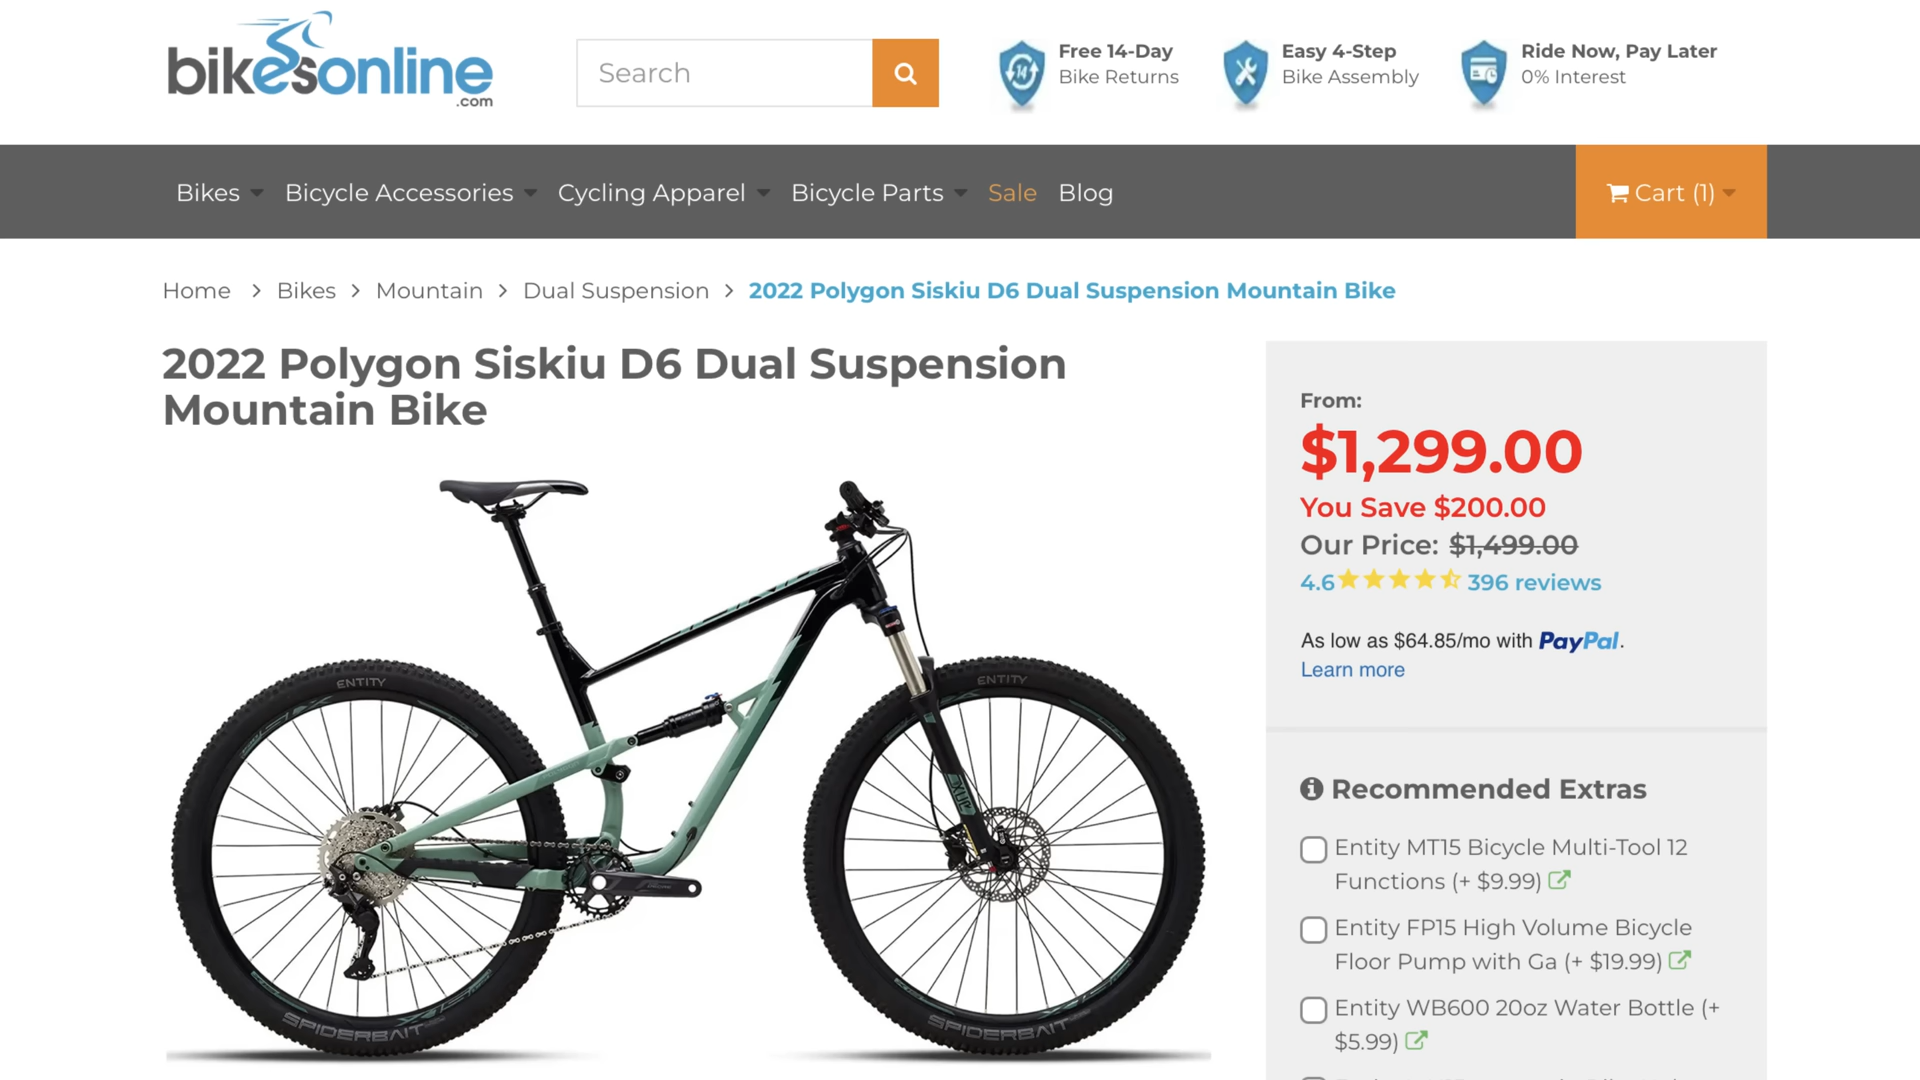 bikesonline
.com
Search
14
Free 14-Day
Bike Returns
Easy 4-Step
Bike Assembly
Ride Now, Pay Later
0% Interest
Bikes
Bicycle Accessories
Cycling Apparel
Bicycle Parts
Sale
Blog
Cart (1)
Home > Bikes > Mountain > Dual Suspension > 2022 Polygon Siskiu D6 Dual Suspension Mountain Bike
2022 Polygon Siskiu D6 Dual Suspension
Mountain Bike
ENTITY
ENTITY
SPIDERBAIT
SPIDERBAIT
From:
$1,299.00
You Save $200.00
Our Price: $1,499.00
4.6 396 reviews
As low as $64.85/mo with PayPal.
Learn more
Recommended Extras
Entity MT15 Bicycle Multi-Tool 12
Functions (+ $9.99)
Entity FP15 High Volume Bicycle
Floor Pump with Ga (+ $19.99)
Entity WB600 20oz Water Bottle (+
$5.99)